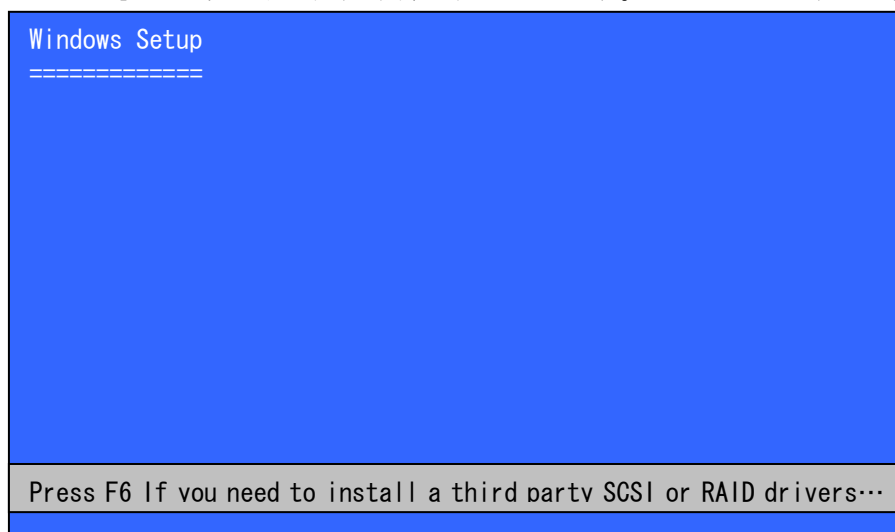 Windows Setup
=============
Press F6 If you need to install a third party SCSI or RAID drivers…